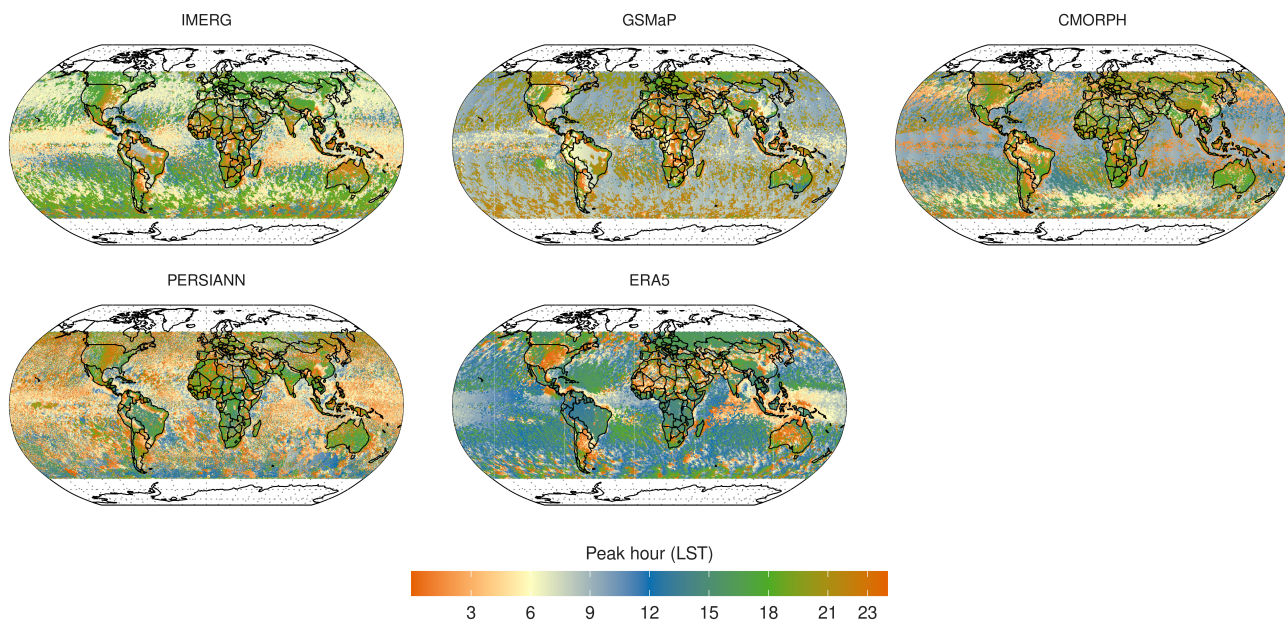 IMERG GSMaP CMORPH
PERSIANN ERA5
Peak hour (LST)
3 6 9 12 15 18 21 23